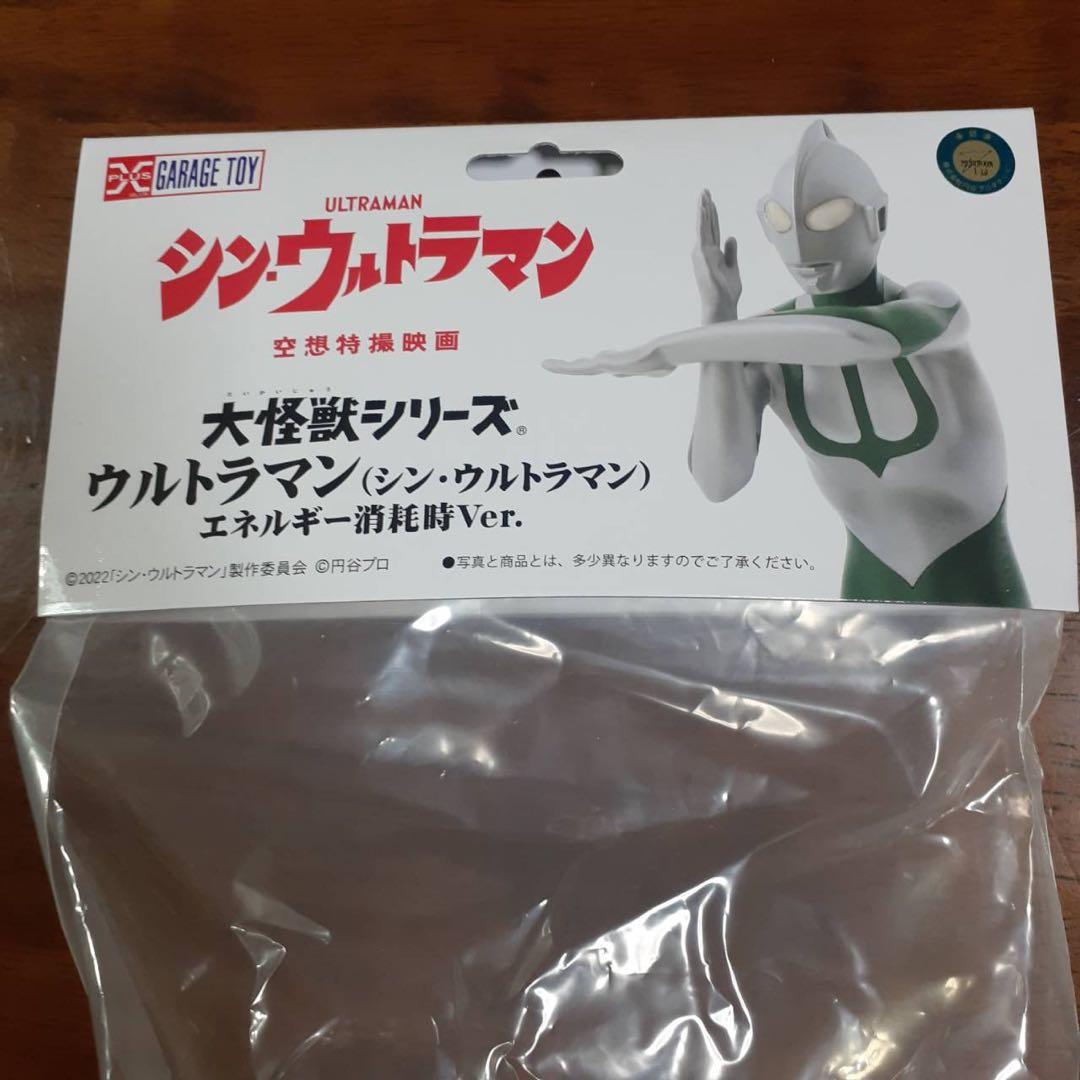 X PLUS GARAGE TOY
ULTRAMAN
シン・ウルトラマン
空想特撮映画
だいかいじゅう
大怪獣シリーズ®
ウルトラマン(シン・ウルトラマン)
エネルギー消耗時Ver.
©2022「シン・ウルトラマン」製作委員会 ©円谷プロ
●写真と商品とは、多少異なりますのでご了承ください。